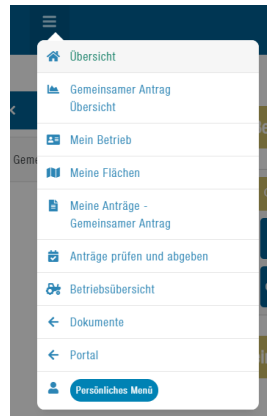 Übersicht
Gemeinsamer Antrag
Übersicht
Mein Betrieb
Meine Flächen
Meine Anträge -
Gemeinsamer Antrag
Anträge prüfen und abgeben
Betriebsübersicht
Dokumente
Portal
Persönliches Menü